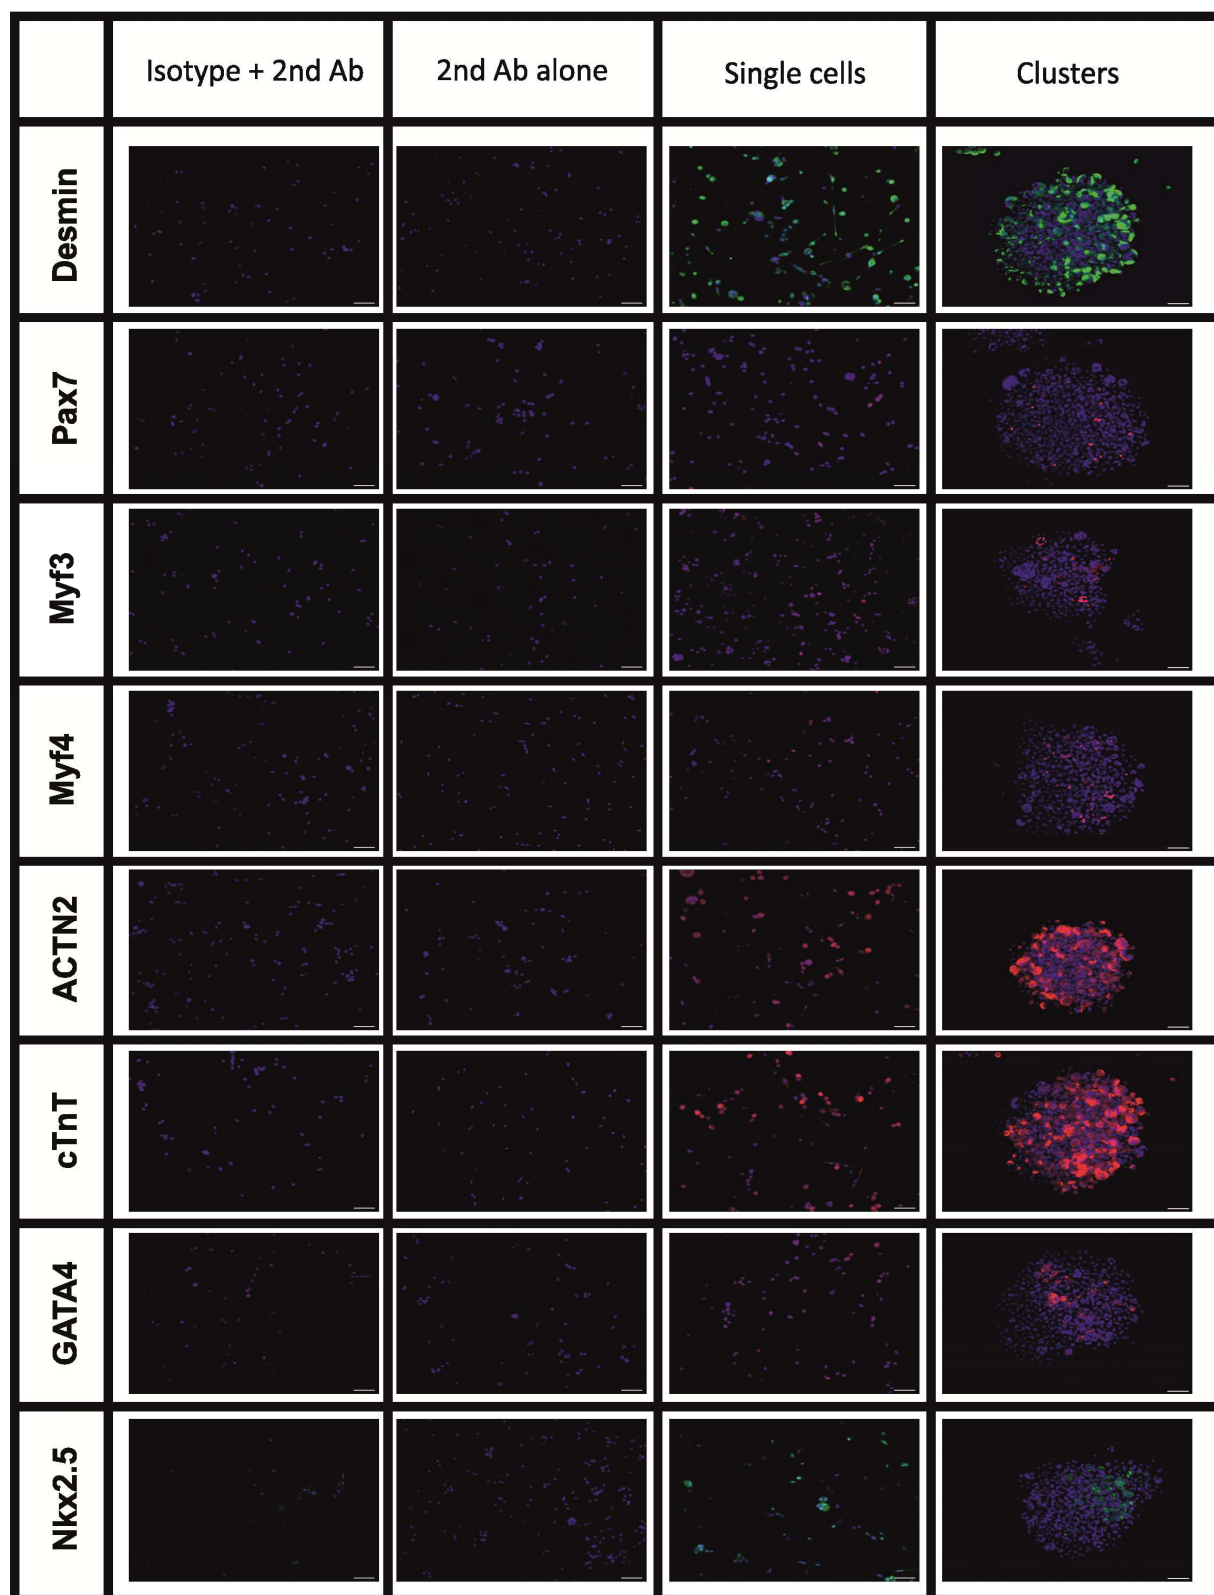 Isotype + 2nd Ab
2nd Ab alone
Single cells
Clusters
Desmin
Pax7
Myf3
Myf4
ACTN2
cTnT
GATA4
Nkx2.5